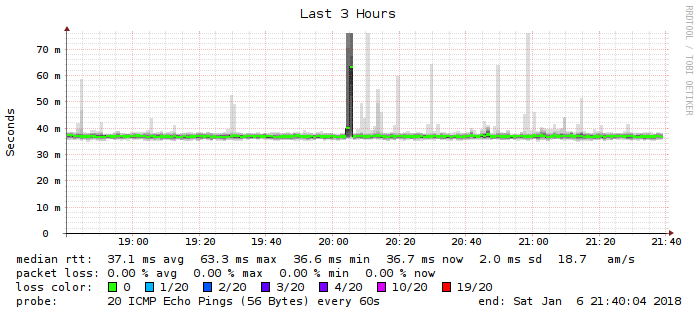 Last 3 Hours
RRDTOOL / TOBI OETIKER
Seconds
70 m
60 m
50 m
40 m
30 m
20 m
10 m
0
19:00 19:20 19:40 20:00 20:20 20:40 21:00 21:20 21:40
median rtt: 37.1 ms avg 63.3 ms max 36.6 ms min 36.7 ms now 2.0 ms sd 18.7 am/s
packet loss: 0.00 % avg 0.00 % max 0.00 % min 0.00 % now
loss color: 0 1/20 2/20 3/20 4/20 10/20 19/20
probe: 20 ICMP Echo Pings (56 Bytes) every 60s end: Sat Jan 6 21:40:04 2018